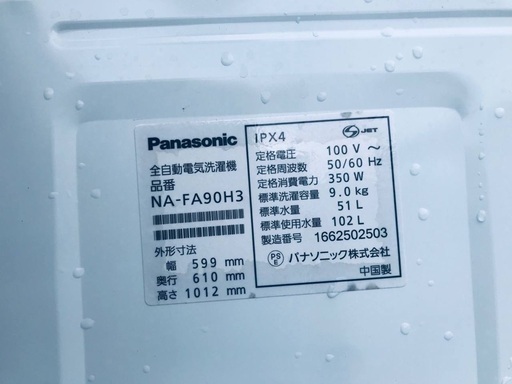 Panasonic
全自動電気洗濯機
品番
NA-FA90H3
外形寸法
幅 599 mm
奥行 610 mm
高さ 1012 mm
IPX4
S JET
定格電圧 100 V ～
定格周波数 50/60 Hz
定格消費電力 350 W
標準洗濯容量 9.0 kg
標準水量 51 L
標準使用水量 102 L
製造番号 1662502503
PS E パナソニック株式会社
中国製